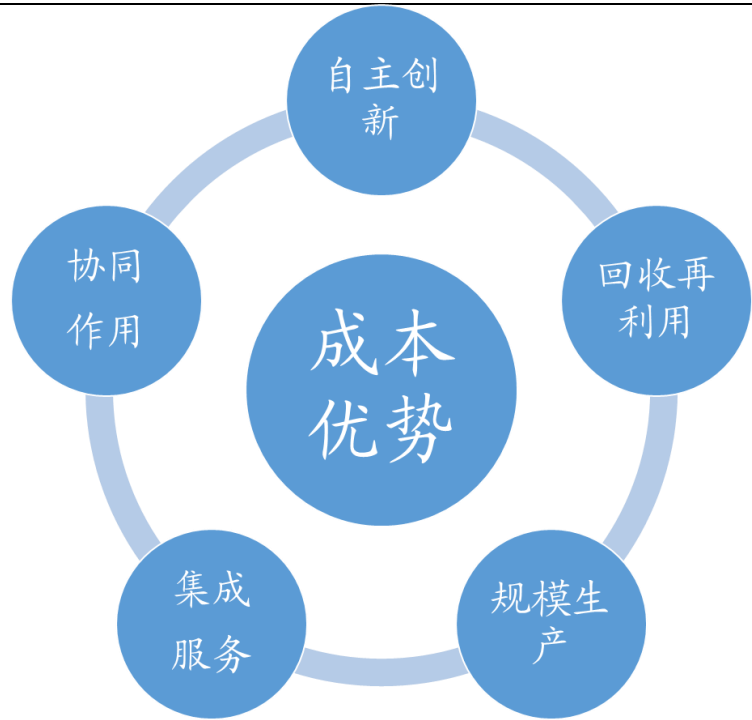 自主创
新
协同
作用
回收再
利用
成本
优势
集成
服务
规模生
产